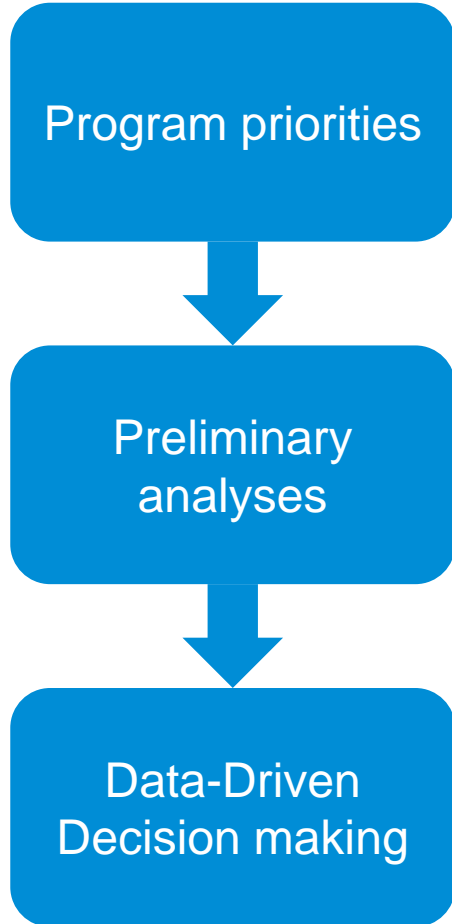 Program priorities
Preliminary
analyses
Data-Driven
Decision making